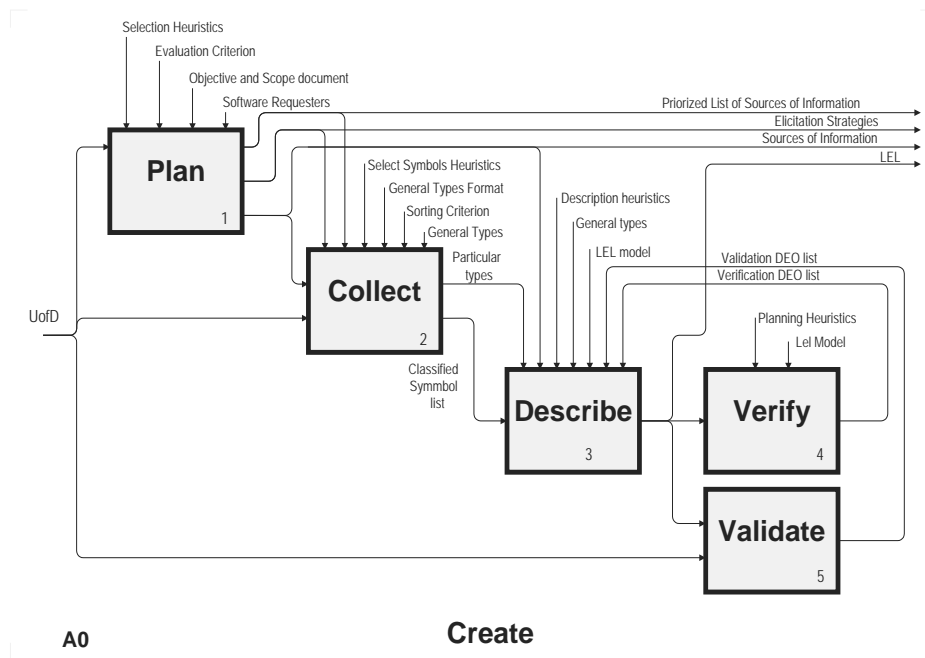 Selection Heuristics
Evaluation Criterion
Objective and Scope document
Software Requesters
Priorized List of Sources of Information
Elicitation Strategies
Sources of Information
LEL
Plan
1
Select Symbols Heuristics
General Types Format
Sorting Criterion
General Types
Particular
types
Description heuristics
General types
LEL model
Validation DEO list
Verification DEO list
Collect
2
UofD
Planning Heuristics
Lel Model
Classified
Symmbol
list
Describe
3
Verify
4
Validate
5
A0
Create